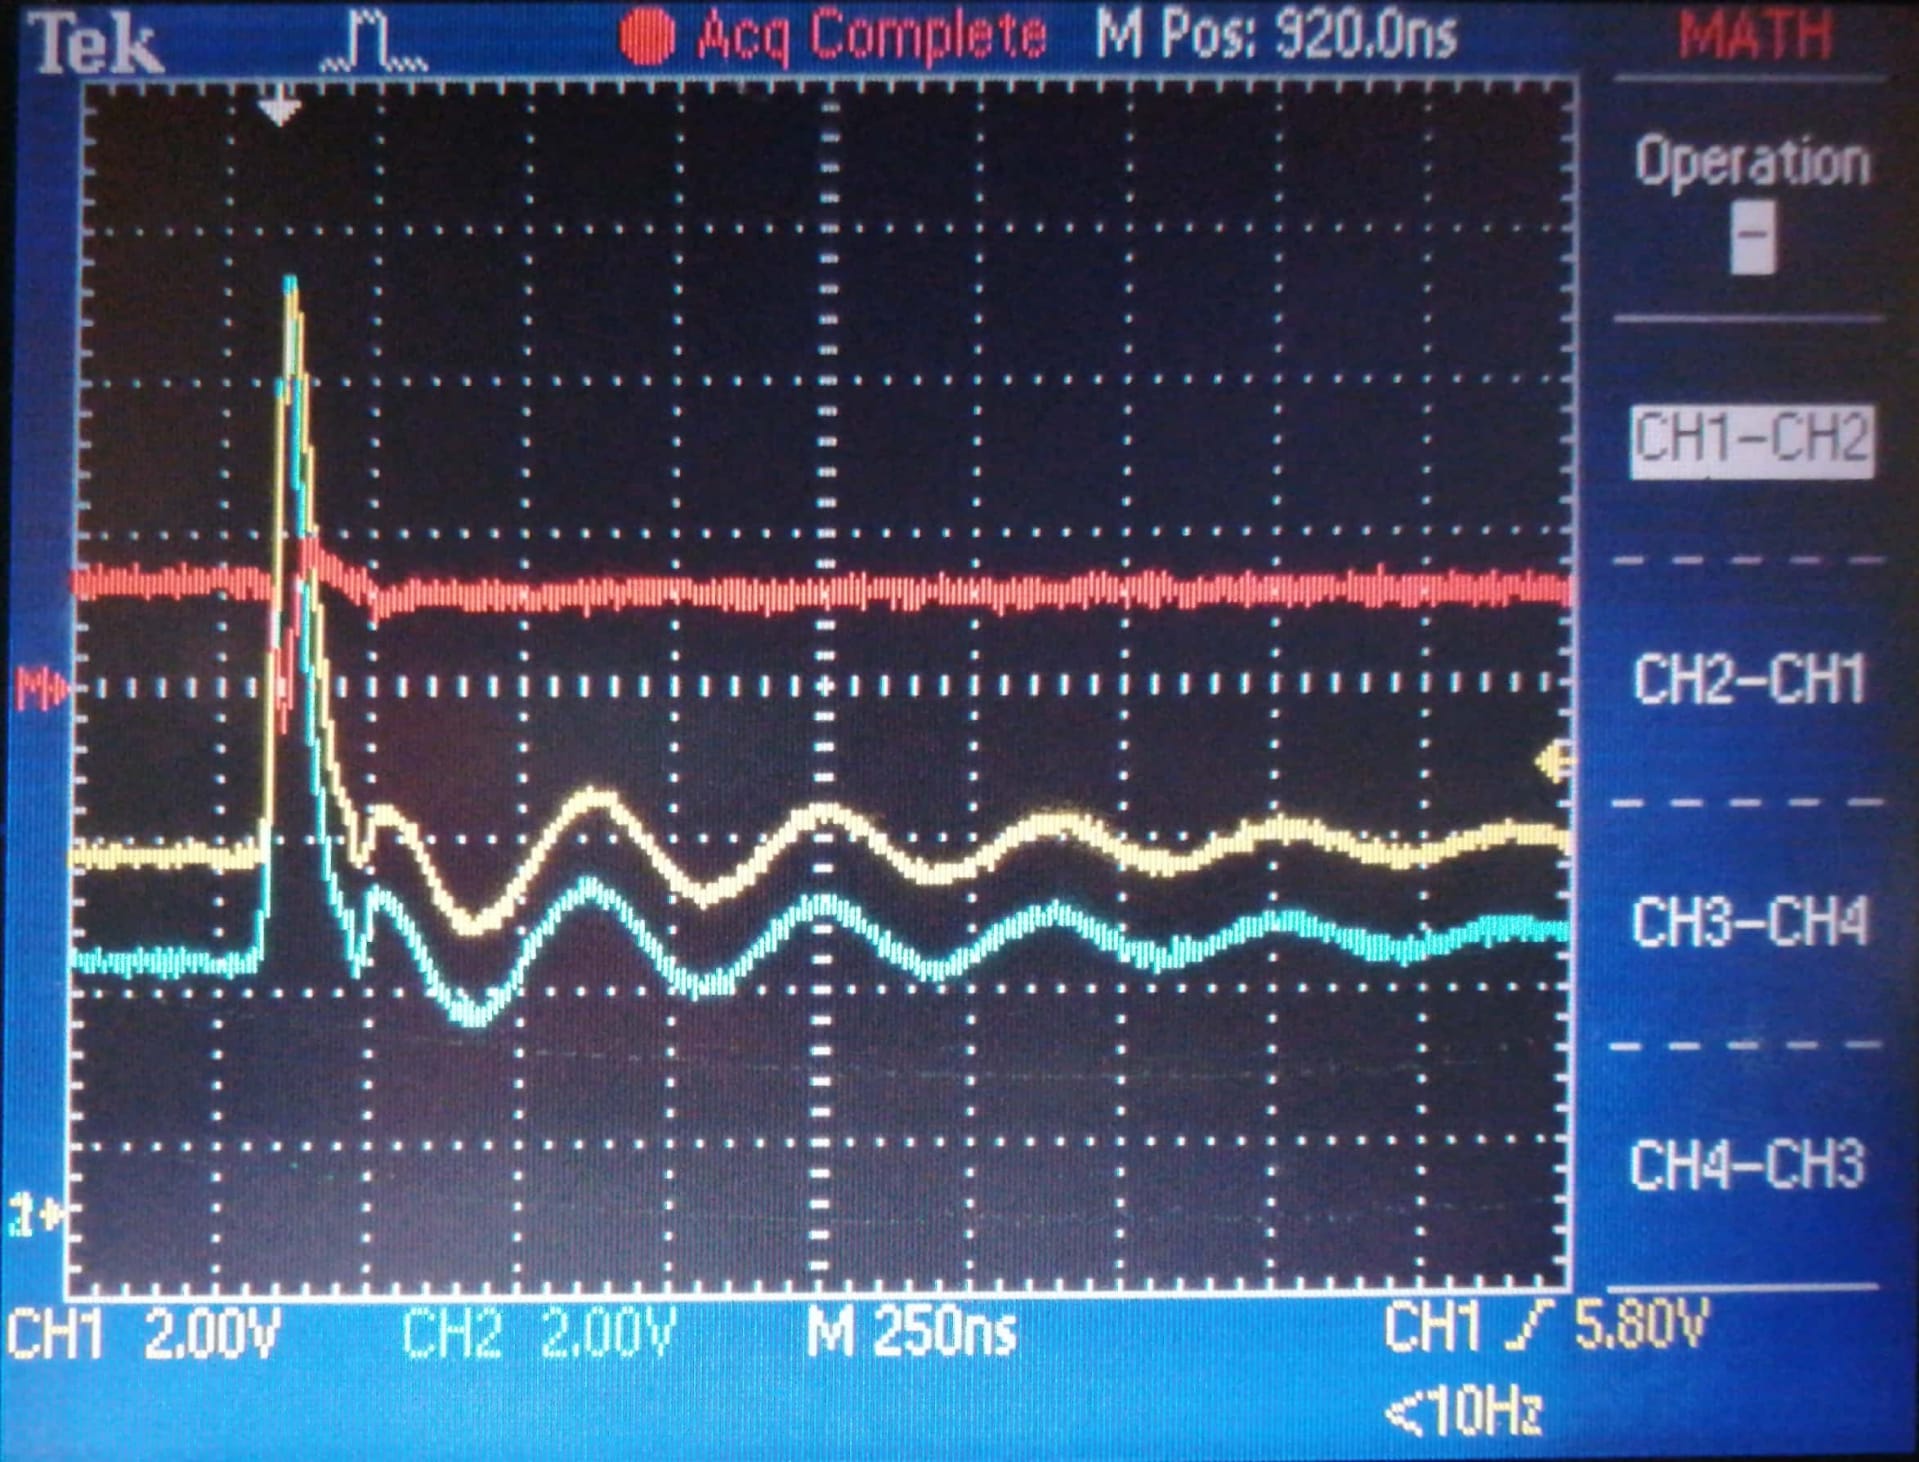 Tek Acq Complete M Pos: 920.0ns MATH
Operation
-
CH1-CH2
CH2-CH1
M
CH3-CH4
CH4-CH3
CH1 2.00V CH2 2.00V M 250ns CH1 5.80V
<10Hz